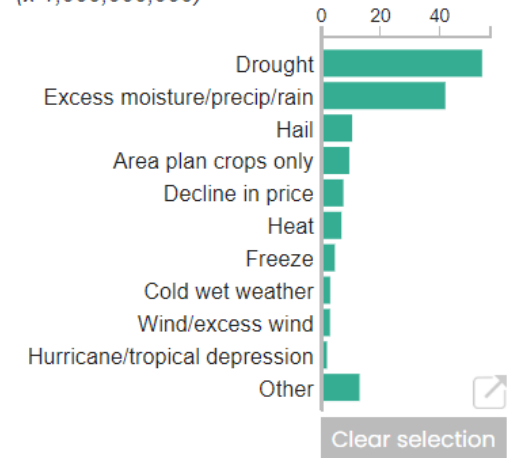 0 20 40
Drought
Excess moisture/precip/rain
Hail
Area plan crops only
Decline in price
Heat
Freeze
Cold wet weather
Wind/excess wind
Hurricane/tropical depression
Other
Clear selection